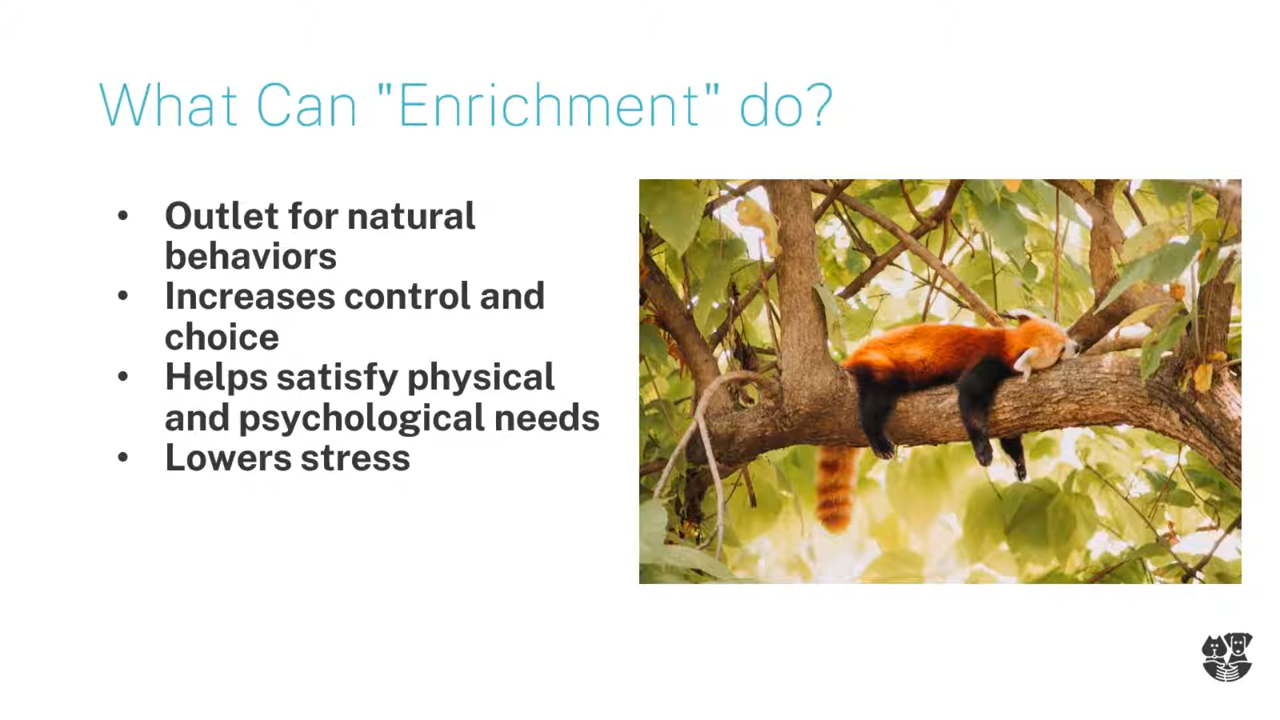 What Can "Enrichment" do?
• Outlet for natural
behaviors
• Increases control and
choice
• Helps satisfy physical
and psychological needs
• Lowers stress